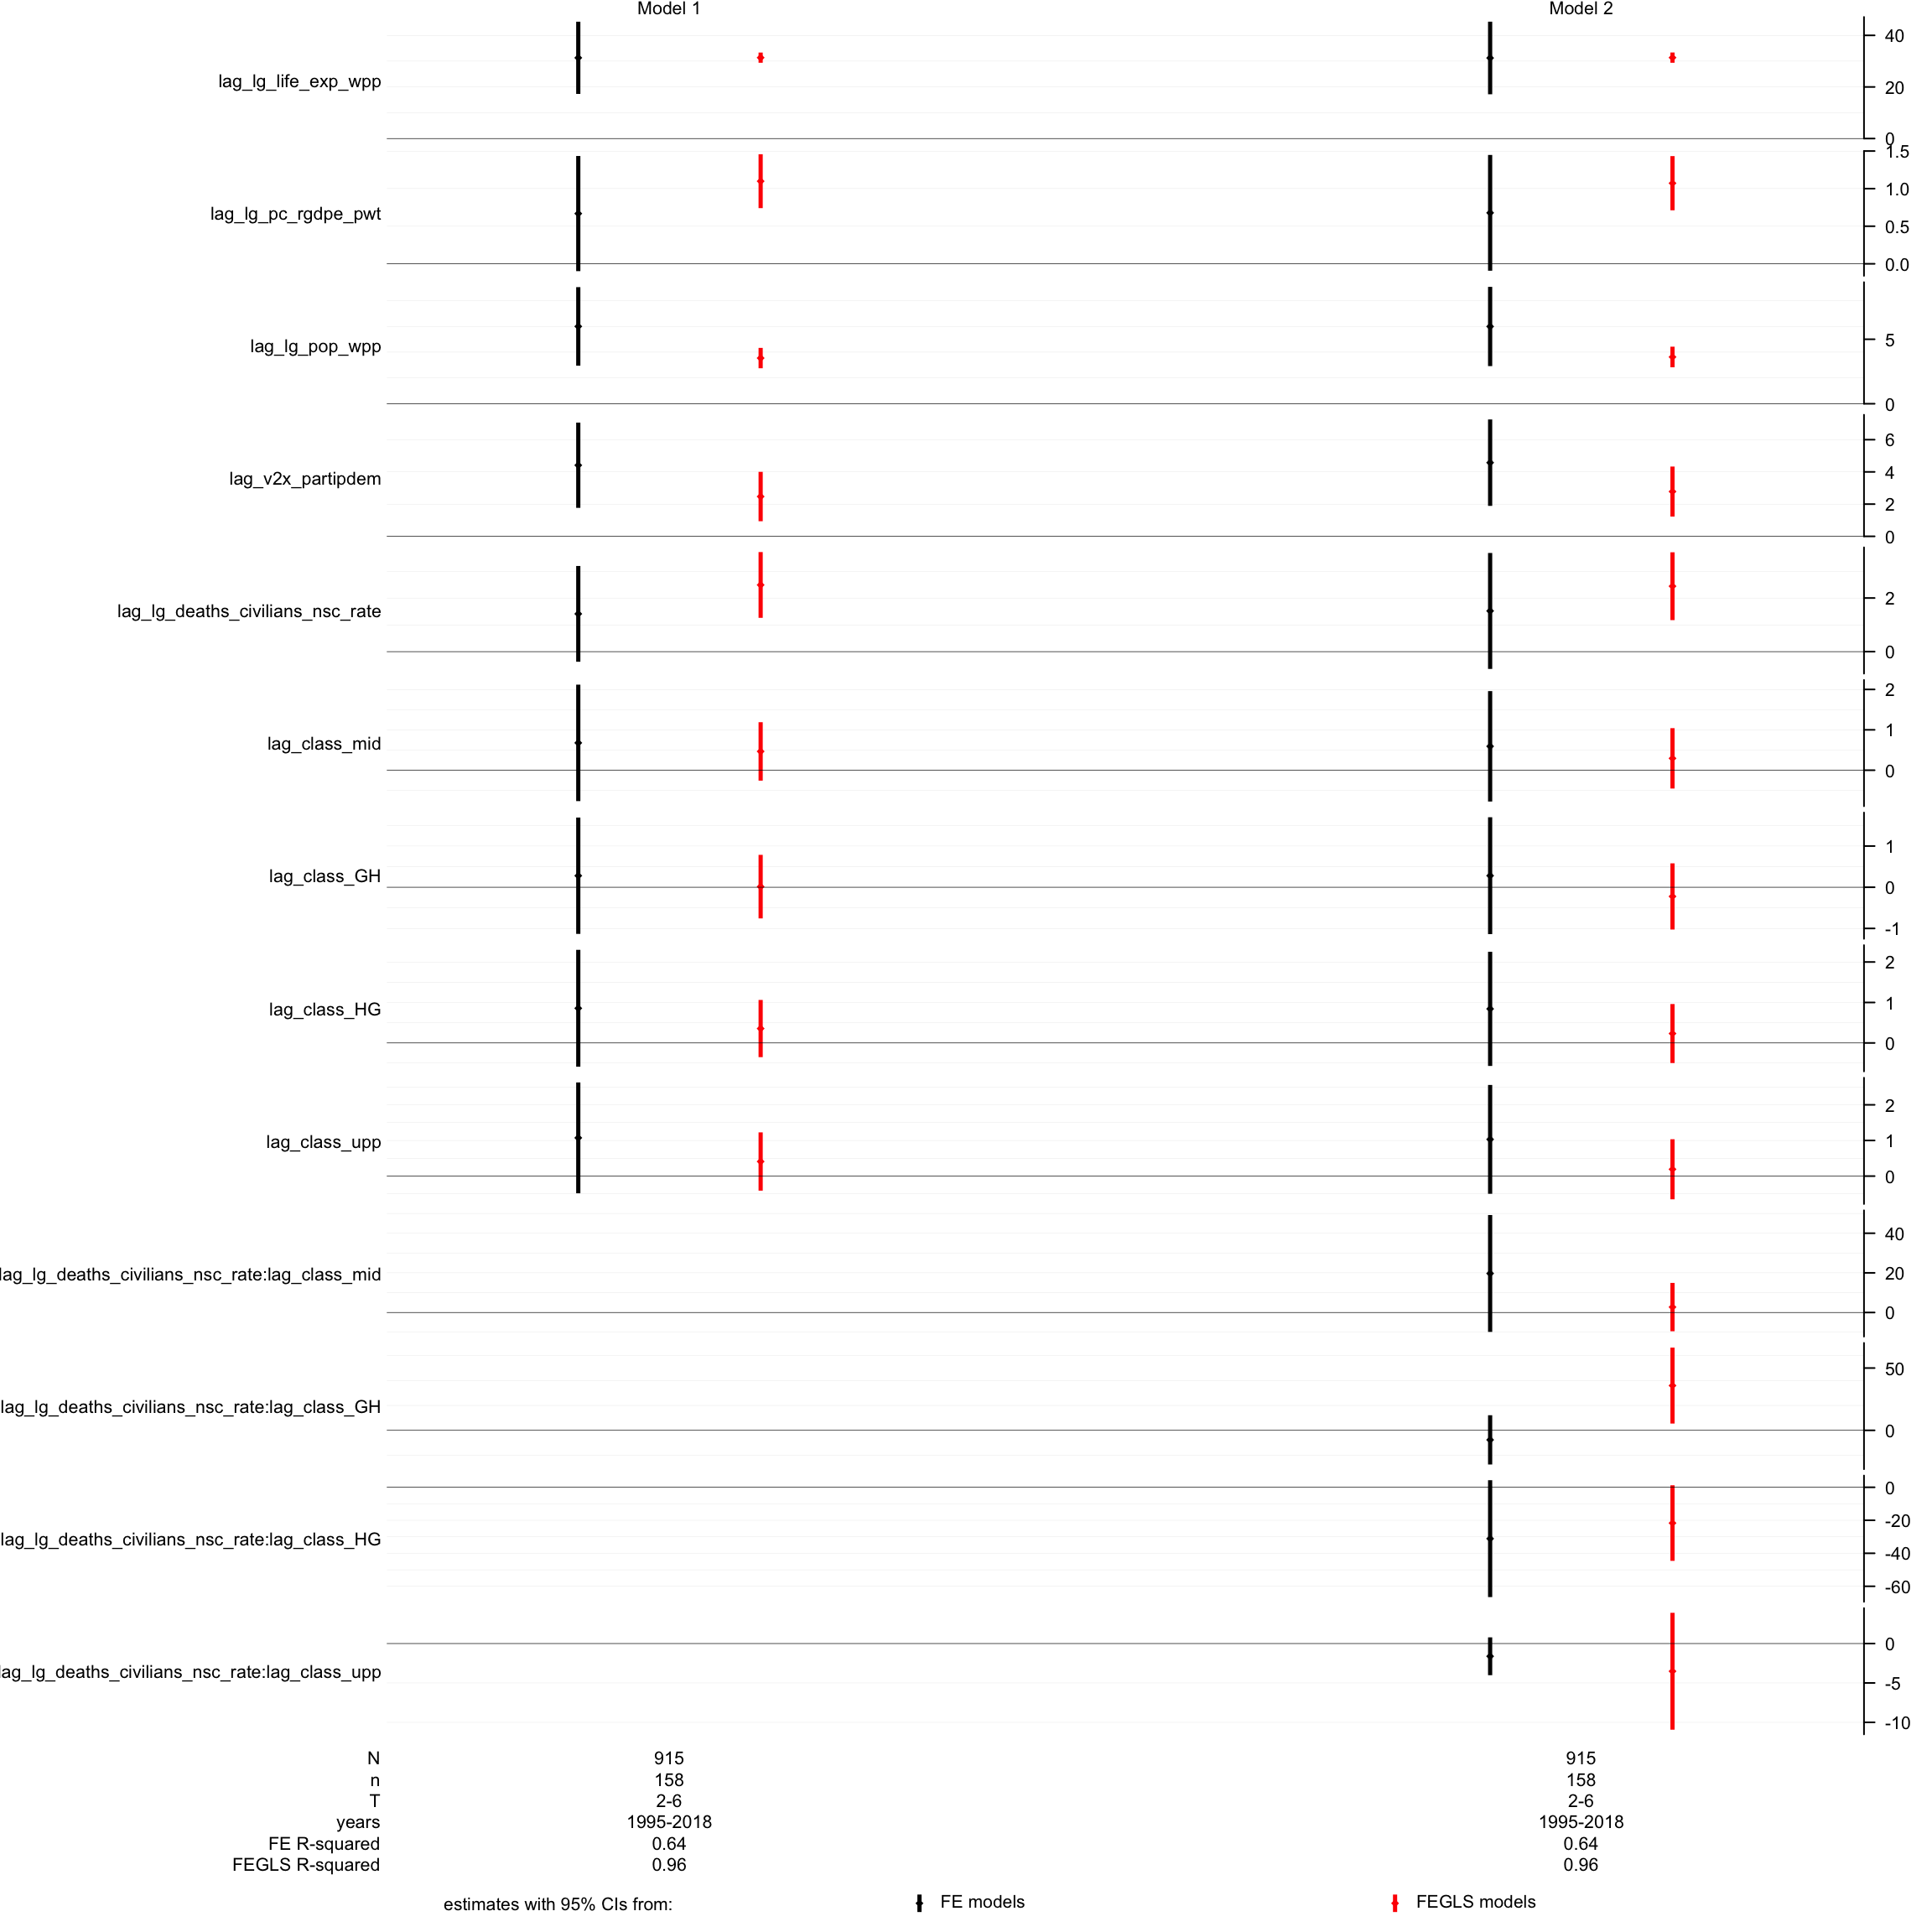 Model 1 Model 2
lag_lg_life_exp_wpp
40
20
0
lag_lg_pc_rgdpe_pwt
1.5
1.0
0.5
0.0
lag_lg_pop_wpp
5
0
lag_v2x_partipdem
6
4
2
0
lag_lg_deaths_civilians_nsc_rate
2
0
lag_class_mid
2
1
0
lag_class_GH
1
0
-1
lag_class_HG
2
1
0
lag_class_upp
2
1
0
lag_lg_deaths_civilians_nsc_rate:lag_class_mid
40
20
0
lag_lg_deaths_civilians_nsc_rate:lag_class_GH
50
0
lag_lg_deaths_civilians_nsc_rate:lag_class_HG
0
-20
-40
-60
lag_lg_deaths_civilians_nsc_rate:lag_class_upp
0
-5
-10
N 915 915
n 158 158
T 2-6 2-6
years 1995-2018 1995-2018
FE R-squared 0.64 0.64
FEGLS R-squared 0.96 0.96
estimates with 95% CIs from: FE models FEGLS models